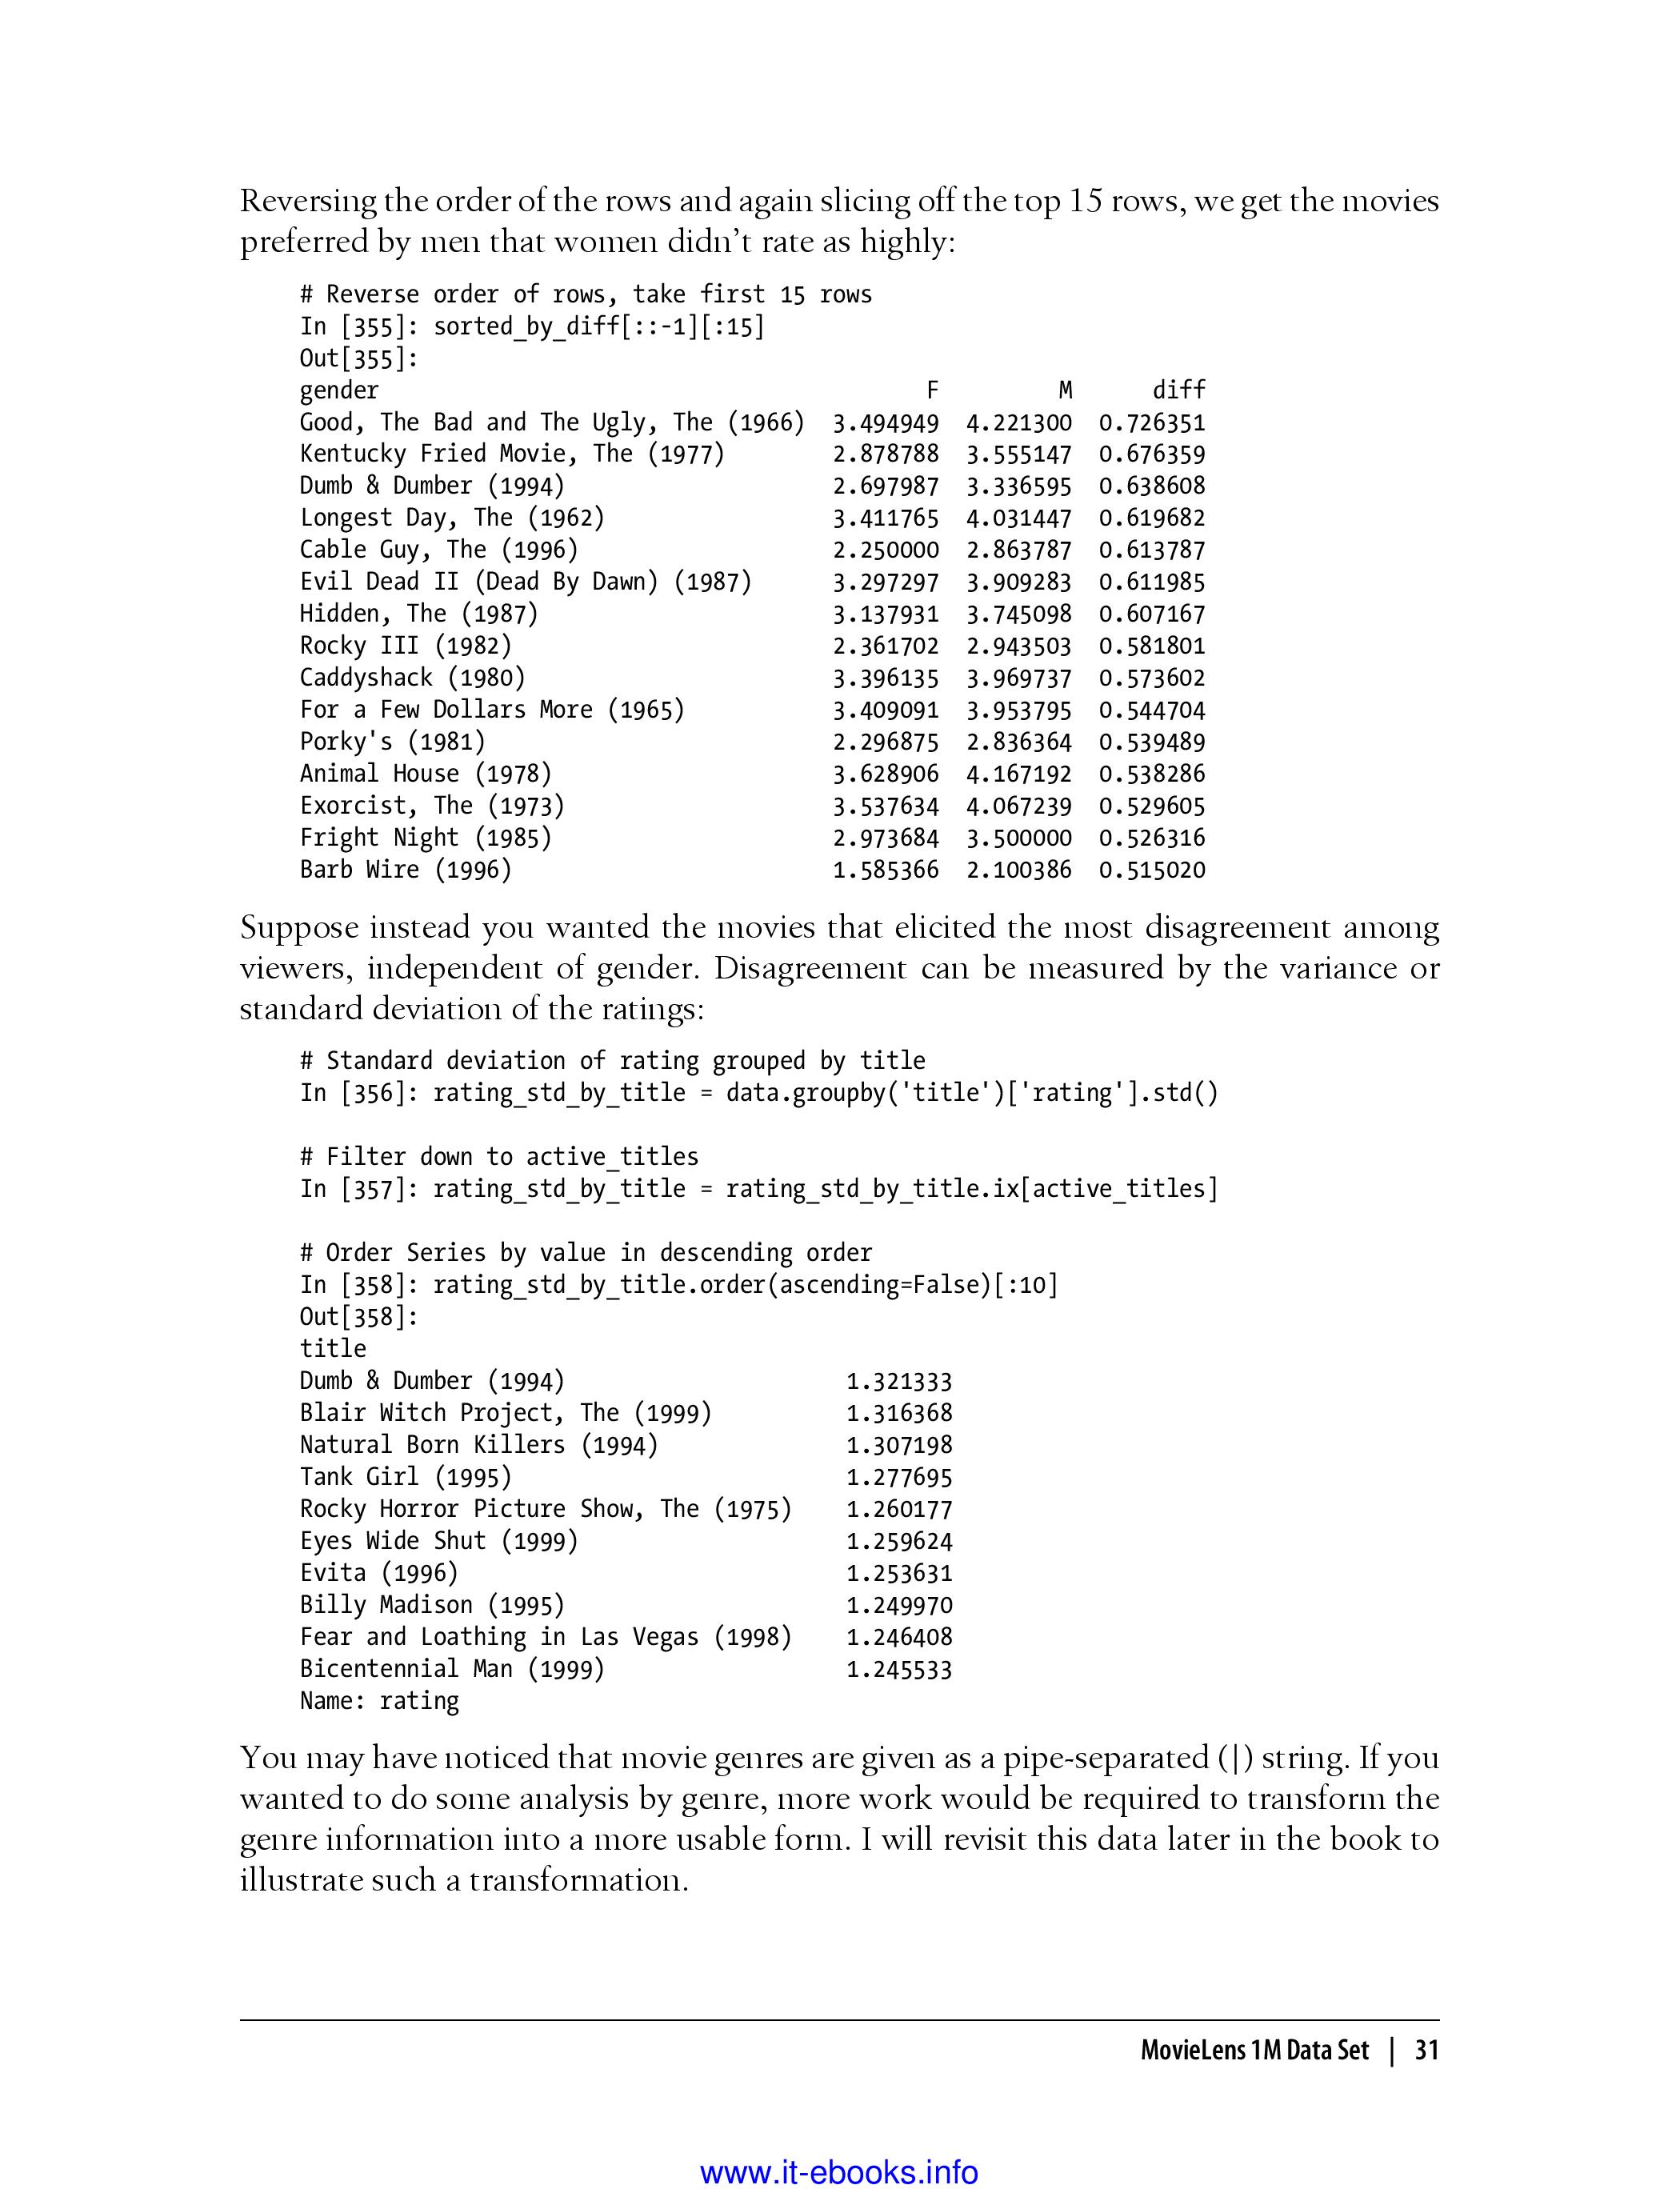 Reversing the order of the rows and again slicing off the top 15 rows, we get the movies
preferred by men that women didn’t rate as highly:
# Reverse order of rows, take first 15 rows
In [355]: sorted_by_diff[::-1][:15]
Out[355]:
gender                                         F         M      diff
Good, The Bad and The Ugly, The (1966)  3.494949  4.221300  0.726351
Kentucky Fried Movie, The (1977)        2.878788  3.555147  0.676359
Dumb & Dumber (1994)                    2.697987  3.336595  0.638608
Longest Day, The (1962)                 3.411765  4.031447  0.619682
Cable Guy, The (1996)                   2.250000  2.863787  0.613787
Evil Dead II (Dead By Dawn) (1987)      3.297297  3.909283  0.611985
Hidden, The (1987)                      3.137931  3.745098  0.607167
Rocky III (1982)                        2.361702  2.943503  0.581801
Caddyshack (1980)                       3.396135  3.969737  0.573602
For a Few Dollars More (1965)           3.409091  3.953795  0.544704
Porky's (1981)                          2.296875  2.836364  0.539489
Animal House (1978)                     3.628906  4.167192  0.538286
Exorcist, The (1973)                    3.537634  4.067239  0.529605
Fright Night (1985)                     2.973684  3.500000  0.526316
Barb Wire (1996)                        1.585366  2.100386  0.515020
Suppose instead you wanted the movies that elicited the most disagreement among
viewers, independent of gender. Disagreement can be measured by the variance or
standard deviation of the ratings:
# Standard deviation of rating grouped by title
In [356]: rating_std_by_title = data.groupby('title')['rating'].std()
# Filter down to active_titles
In [357]: rating_std_by_title = rating_std_by_title.ix[active_titles]
# Order Series by value in descending order
In [358]: rating_std_by_title.order(ascending=False)[:10]
Out[358]:
title
Dumb & Dumber (1994)                     1.321333
Blair Witch Project, The (1999)          1.316368
Natural Born Killers (1994)              1.307198
Tank Girl (1995)                         1.277695
Rocky Horror Picture Show, The (1975)    1.260177
Eyes Wide Shut (1999)                    1.259624
Evita (1996)                             1.253631
Billy Madison (1995)                     1.249970
Fear and Loathing in Las Vegas (1998)    1.246408
Bicentennial Man (1999)                  1.245533
Name: rating
You may have noticed that movie genres are given as a pipe-separated (|) string. If you
wanted to do some analysis by genre, more work would be required to transform the
genre information into a more usable form. I will revisit this data later in the book to
illustrate such a transformation.
MovieLens 1M Data Set | 31
www.it-ebooks.info